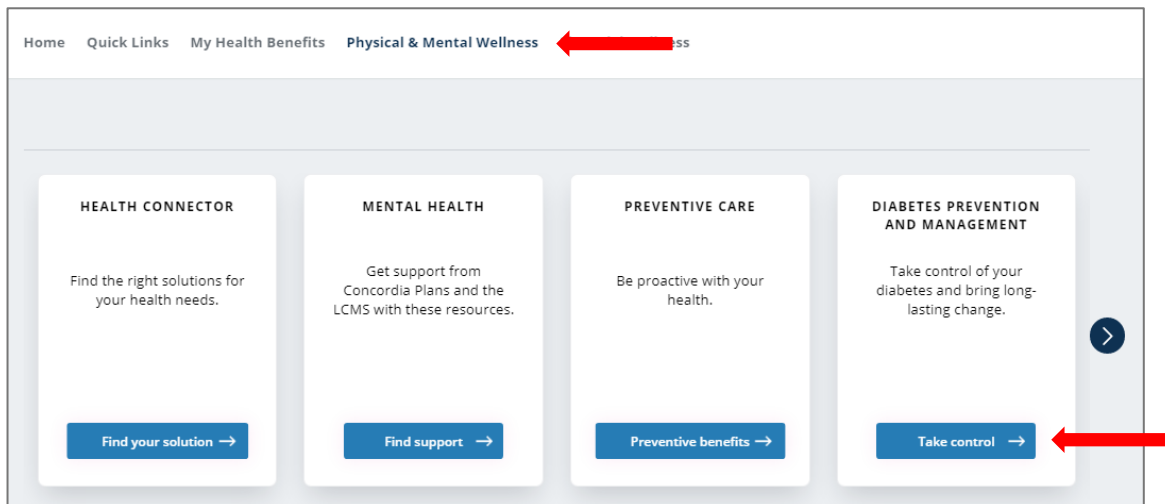 Home Quick Links My Health Benefits Physical & Mental Wellness
HEALTH CONNECTOR
Find the right solutions for
your health needs.
Find your solution →
MENTAL HEALTH
Get support from
Concordia Plans and the
LCMS with these resources.
Find support →
PREVENTIVE CARE
Be proactive with your
health.
Preventive benefits →
DIABETES PREVENTION
AND MANAGEMENT
Take control of your
diabetes and bring long-
lasting change.
Take control →